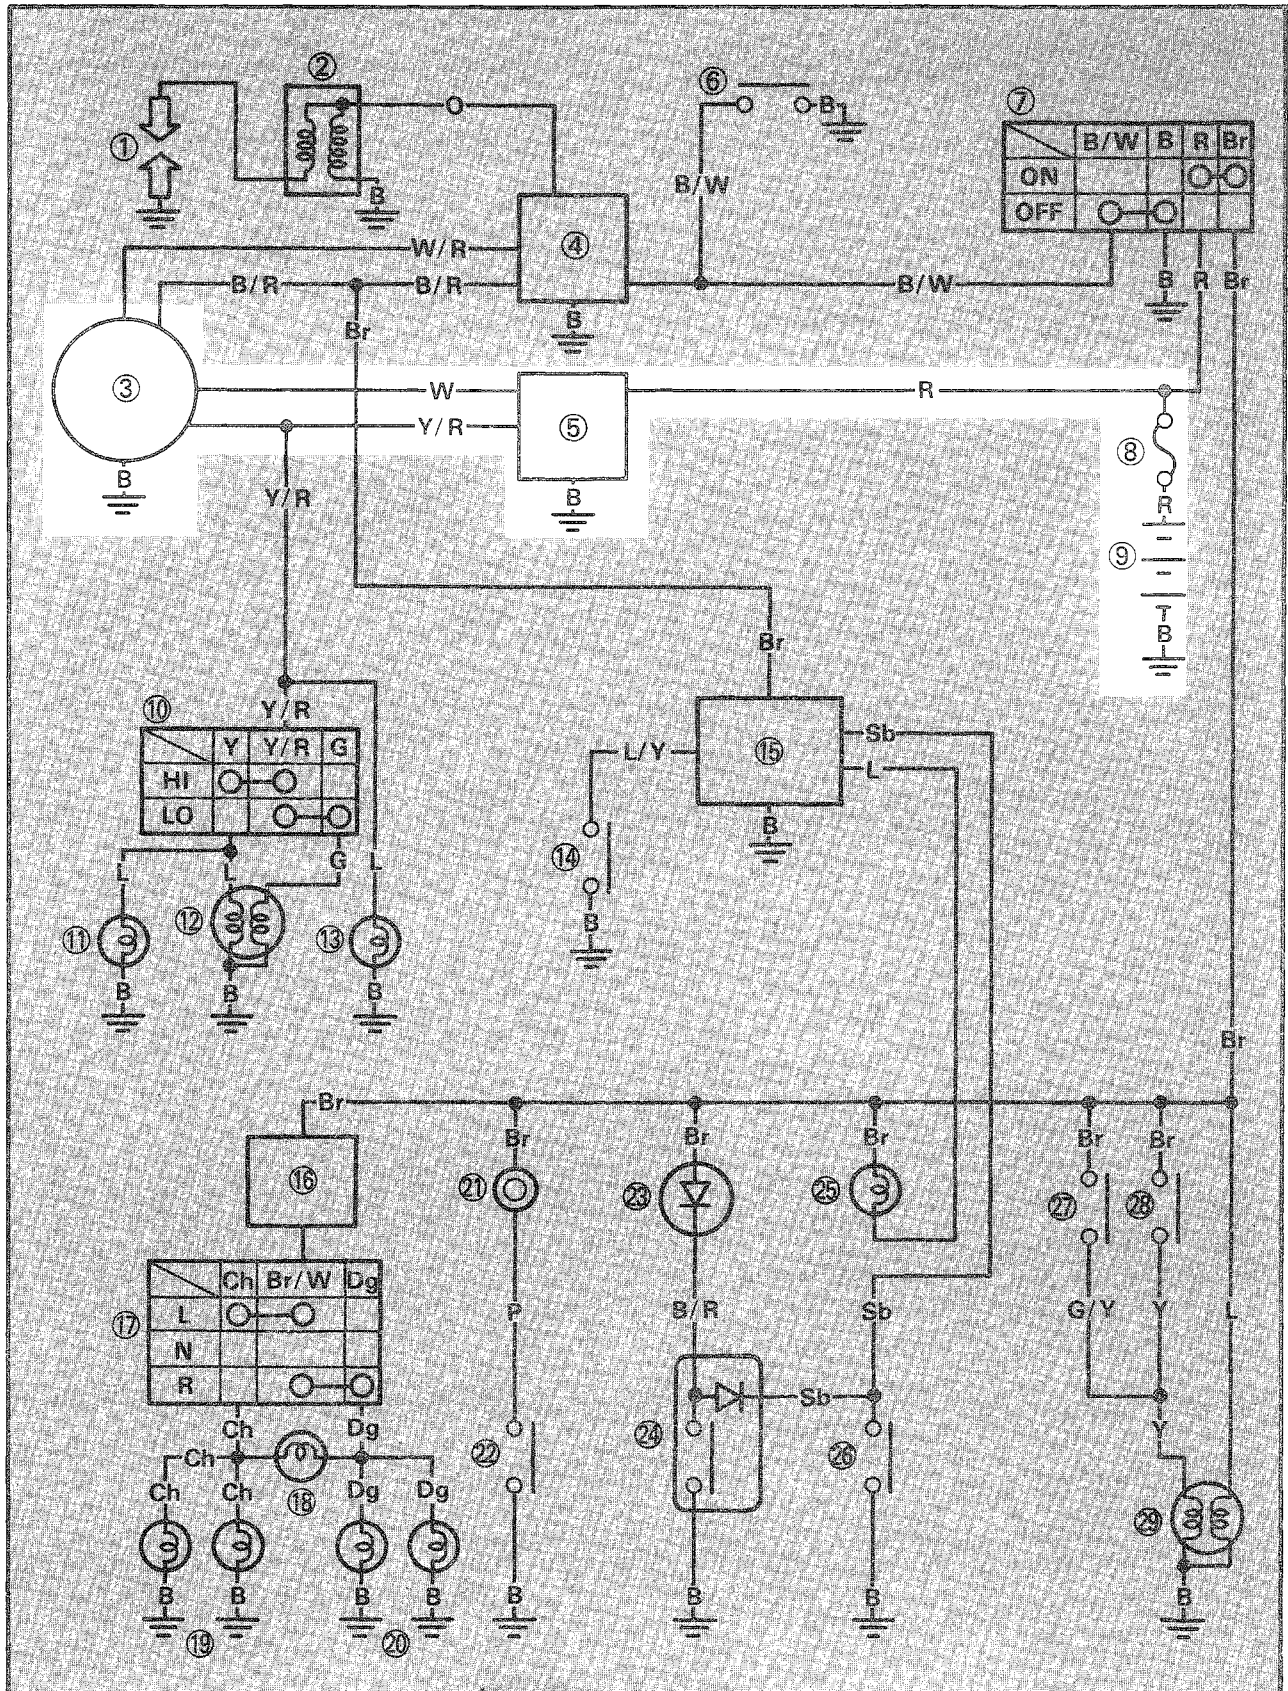 ②
⑥
⑦
O
B
B/W B R Br
①
ON
B
B/W
OFF
④
W/R
B/R B/R
B/W
B R Br
B
Br
③
W
R
⑤
Y/R
⑧
B
B
Y/R
R
⑨
B
Br
⑩
Y/R
Y Y/R G
Sb
HI
L/Y
⑮
L
LO
B
⑭
G
L L L
B
⑫
⑪ ⑬
B B B
Br
Br
Br Br Br Br Br
⑯
㉑ ㉓ ㉕ ㉗ ㉘
Ch Br/W Dg
L
P B/R Sb G/Y Y L
⑰
N
R
Sb
Ch Dg
Y
Ch
㉒ ㉔ ㉖
Ch Ch ⑱ Dg Dg
㉙
B B B B B B B B
⑲ ⑳